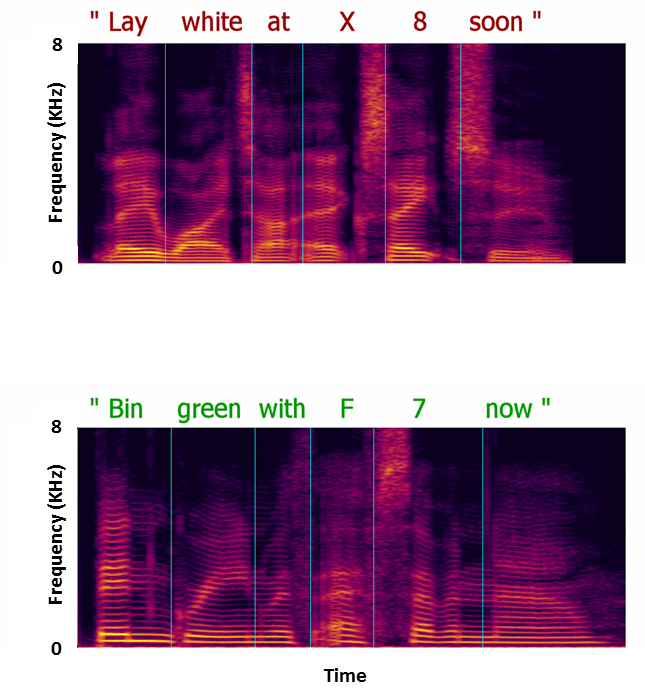 " Lay white at X 8 soon "
8
Frequency (KHz)
0
" Bin green with F 7 now "
8
Frequency (KHz)
0
Time